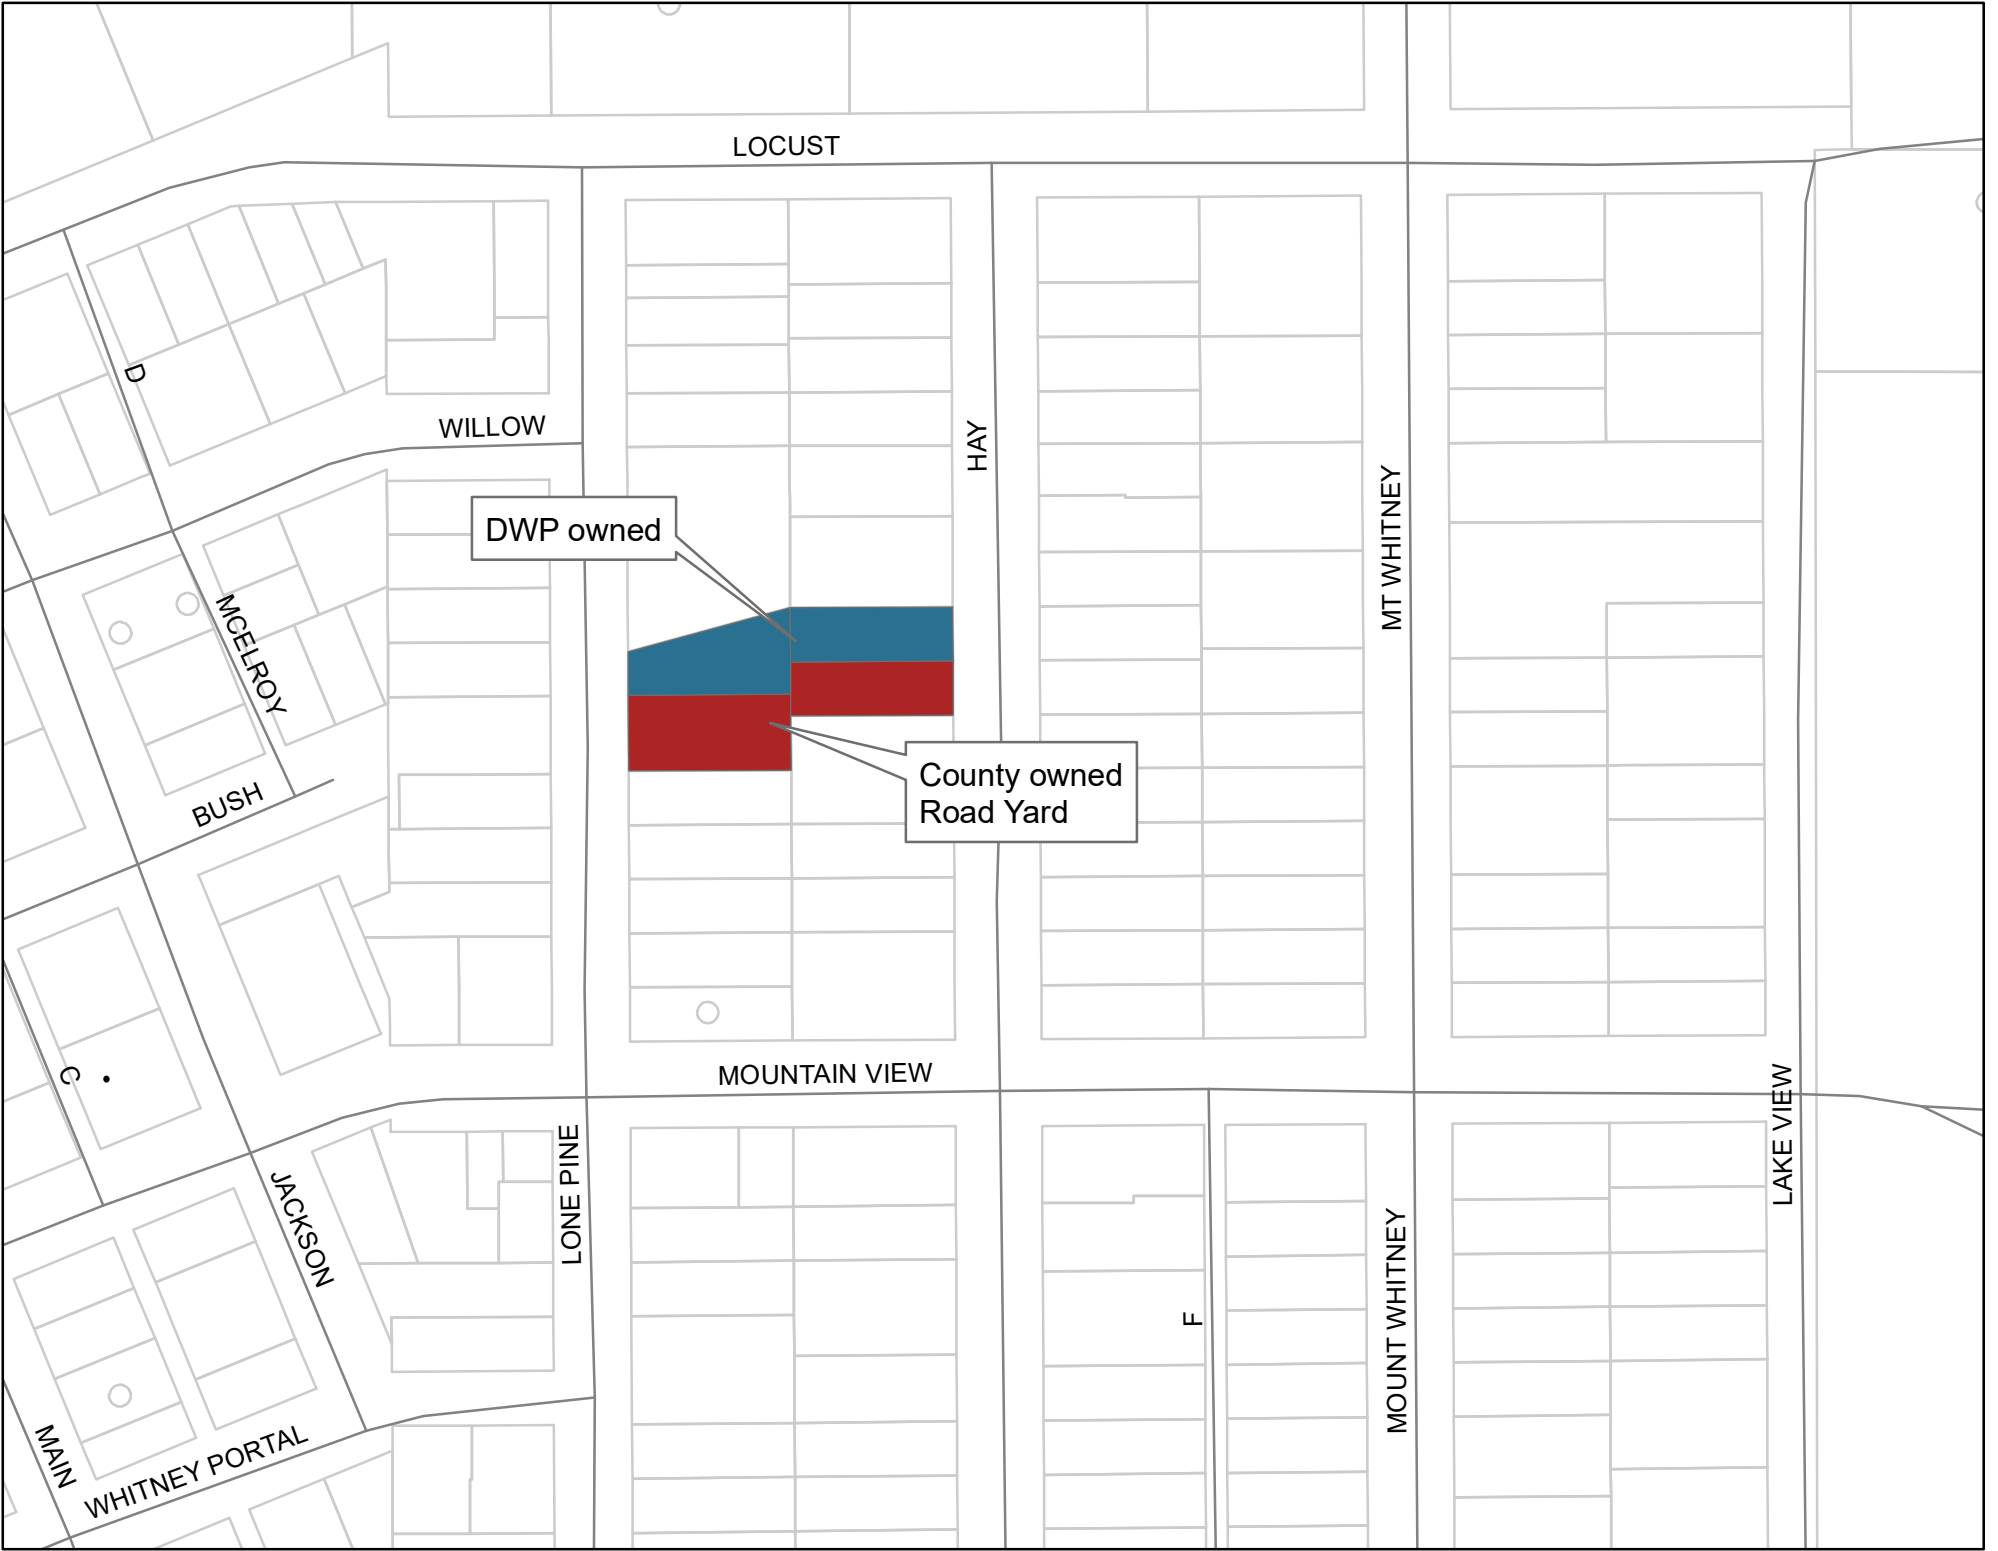 LOCUST
D
WILLOW
HAY
DWP owned
MT WHITNEY
MCELROY
County owned
Road Yard
BUSH
C
MOUNTAIN VIEW
LAKE VIEW
LONE PINE
JACKSON
MOUNT WHITNEY
F
MAIN
WHITNEY PORTAL